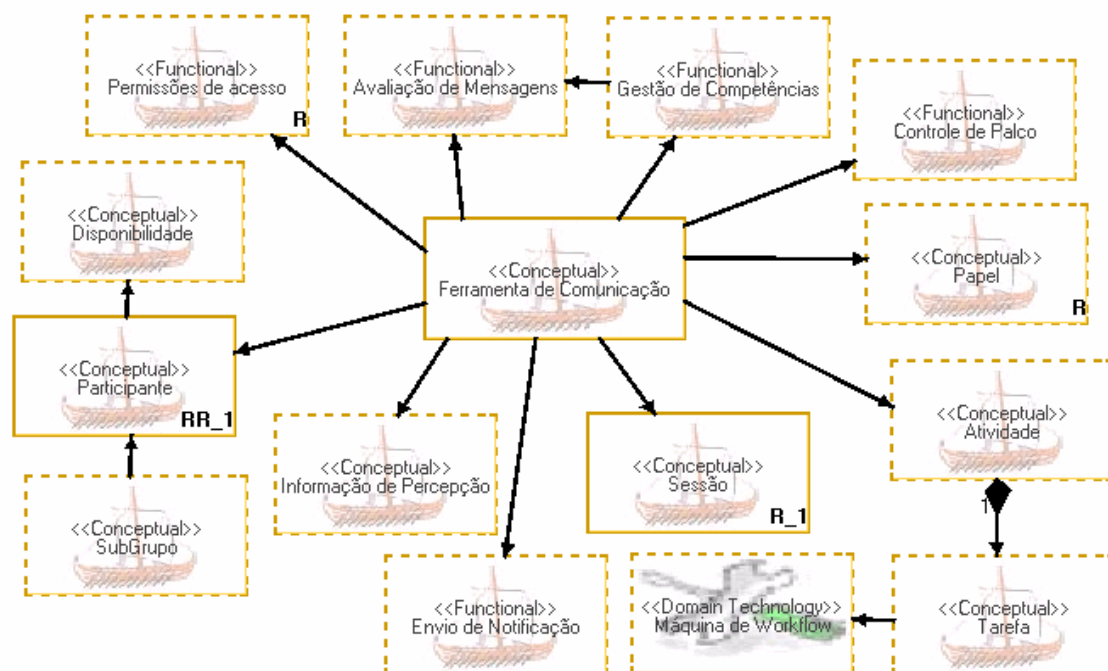 <<Functional>>
Permissões de acesso
R
<<Functional>>
Avaliação de Mensagens
<<Functional>>
Gestão de Competências
<<Functional>>
Controle de Palco
<<Conceptual>>
Disponibilidade
<<Conceptual>>
Ferramenta de Comunicação
<<Conceptual>>
Papel
R
<<Conceptual>>
Participante
RR_1
<<Conceptual>>
Atividade
<<Conceptual>>
Informação de Percepção
<<Conceptual>>
Sessão
R_1
1
<<Conceptual>>
SubGrupo
<<Functional>>
Envio de Notificação
<<Domain Technology>>
Máquina de Workflow
<<Conceptual>>
Tarefa